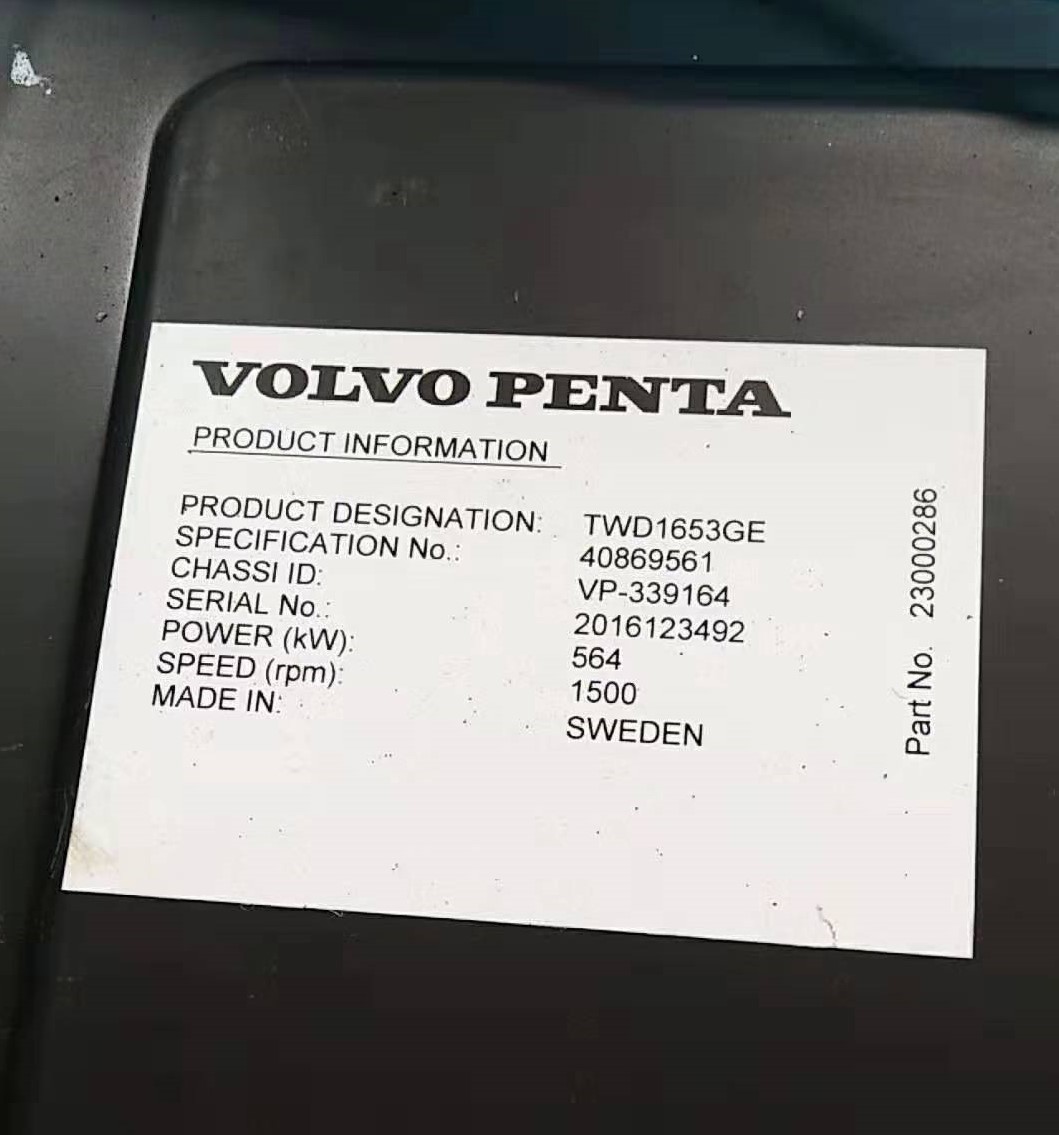 VOLVO PENTA
PRODUCT INFORMATION
PRODUCT DESIGNATION: TWD1653GE
SPECIFICATION No.: 40869561
CHASSI ID: VP-339164
SERIAL No.: 2016123492
POWER (kW): 564
SPEED (rpm): 1500
MADE IN: SWEDEN
Part No. 23000286